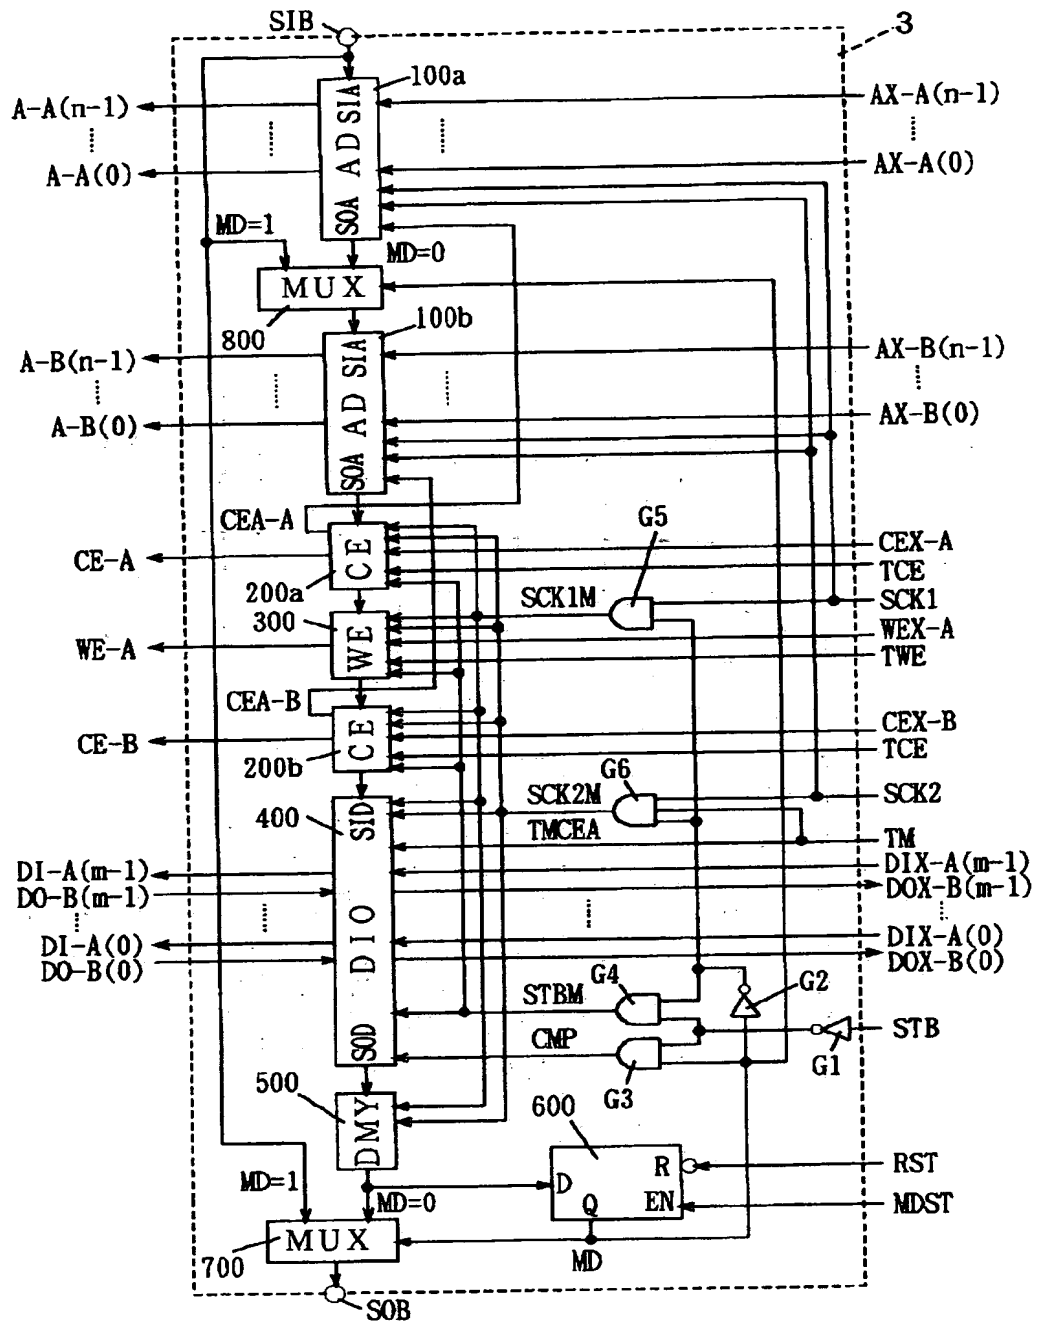 SIB
3
100a
A-A(n-1)
SIA
AX-A(n-1)
AD
A-A(0)
AX-A(0)
SOA
MD=1
MD=0
MUX
800
100b
A-B(n-1)
SIA
AX-B(n-1)
AD
A-B(0)
AX-B(0)
SOA
CEA-A
G5
CE-A
CE
CEX-A
TCE
200a
SCK1M
SCK1
300
WE-A
WE
WEX-A
TWE
CEA-B
CE-B
CE
CEX-B
TCE
200b
G6
SCK2M
SCK2
400
SID
TMCEA
TM
DI-A(m-1)
DIX-A(m-1)
DO-B(m-1)
DOX-B(m-1)
DIO
DI-A(0)
DIX-A(0)
DO-B(0)
DOX-B(0)
G4
G2
STBM
STB
SOD
CMP
G1
500
G3
600
DMY
R
RST
D
MD=1
MD=0
Q
EN
MDST
MUX
700
MD
SOB